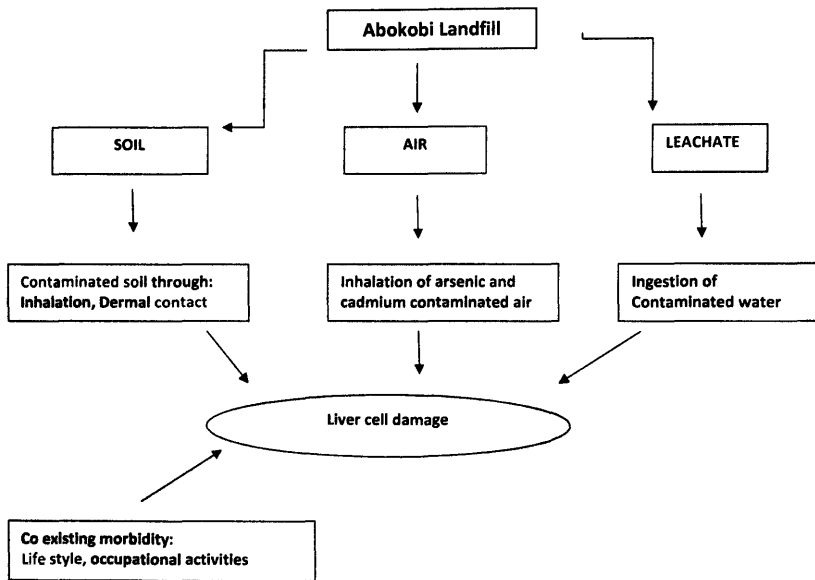 Abokobi Landfill
SOIL
AIR
LEACHATE
Contaminated soil through:
Inhalation, Dermal contact
Inhalation of arsenic and
cadmium contaminated air
Ingestion of
Contaminated water
Liver cell damage
Co existing morbidity:
Life style, occupational activities